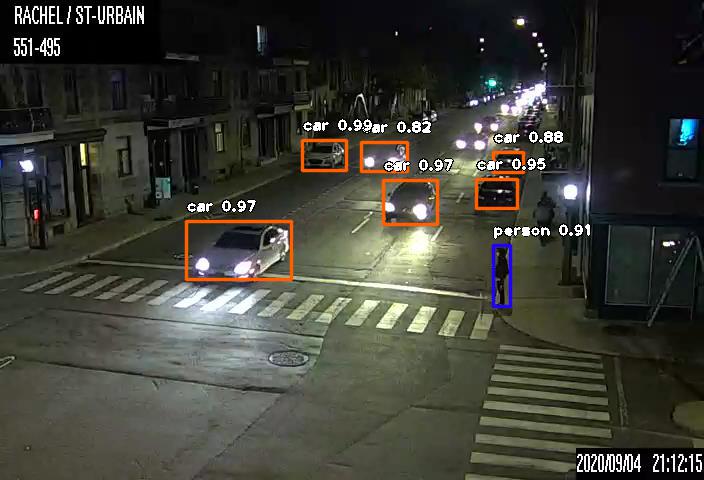 RACHEL / ST-URBAIN
551-495
car 0.99
car 0.82
car 0.88
car 0.97
car 0.95
car 0.97
person 0.91
2020/09/04 21:12:15